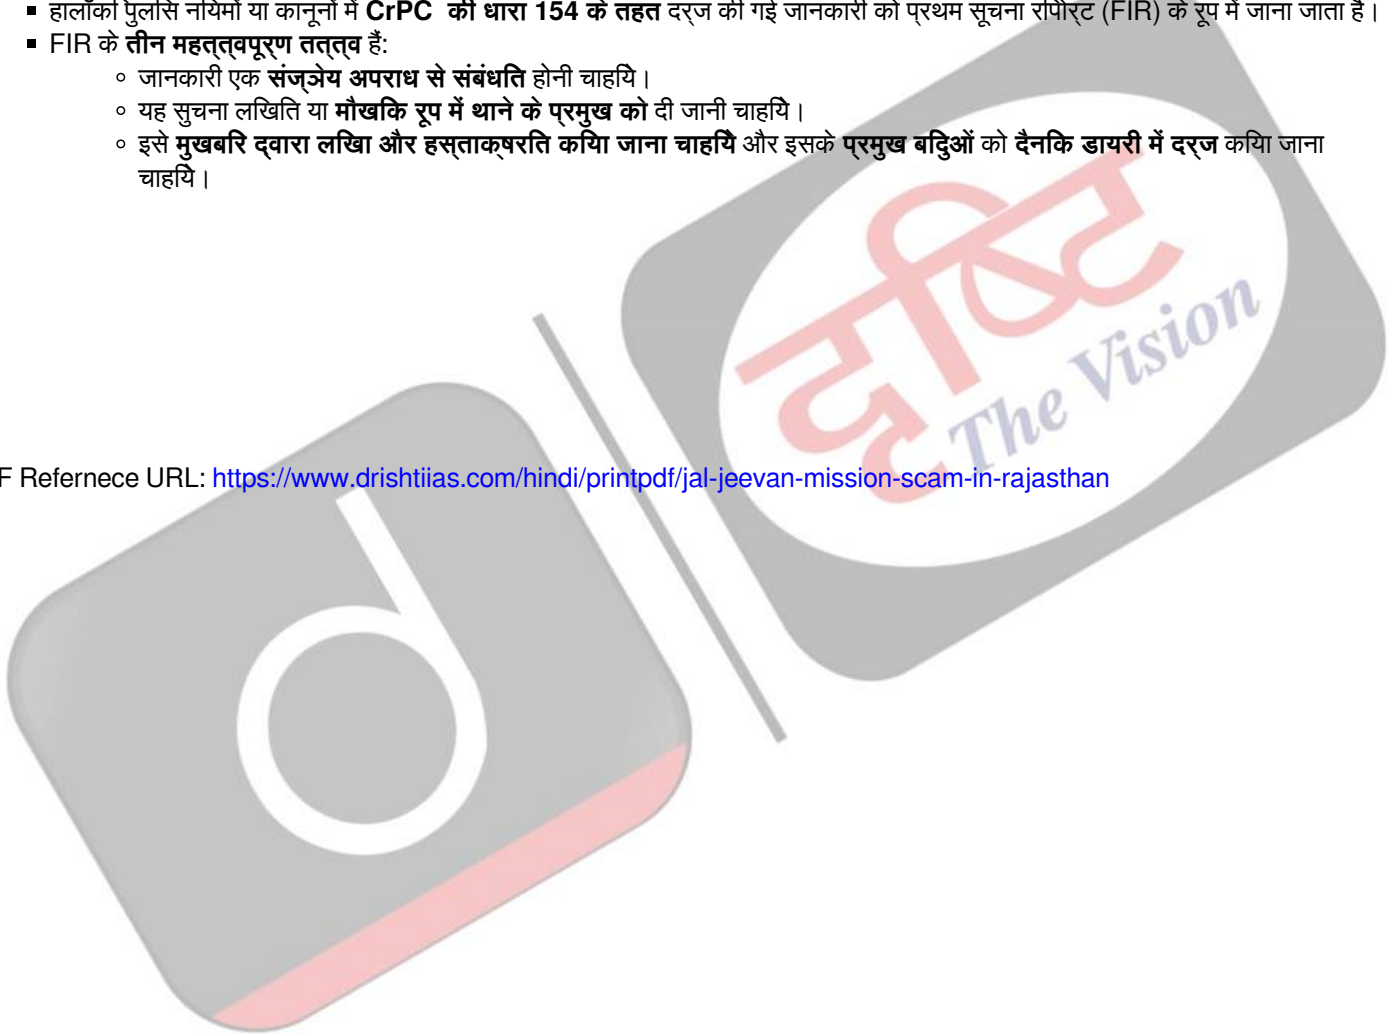 हालाँकि पुलिस नियमों या कानूनों में CrPC की धारा 154 के तहत दर्ज की गई जानकारी को प्रथम सूचना रिपोर्ट (FIR) के रूप में जाना जाता है।
FIR के तीन महत्त्वपूर्ण तत्त्व हैं:
जानकारी एक संज्ञेय अपराध से संबंधति होनी चाहिये।
यह सुचना लिखिति या मौखिक रूप में थाने के प्रमुख को दी जानी चाहिये।
इसे मुखबिर द्वारा लिखा और हस्ताक्षरति किया जाना चाहिये और इसके प्रमुख बिंदुओं को दैनिक डायरी में दर्ज किया जाना
चाहिये।
दृष्टि
The Vision
F Refernece URL: https://www.drishtiias.com/hindi/printpdf/jal-jeevan-mission-scam-in-rajasthan
d